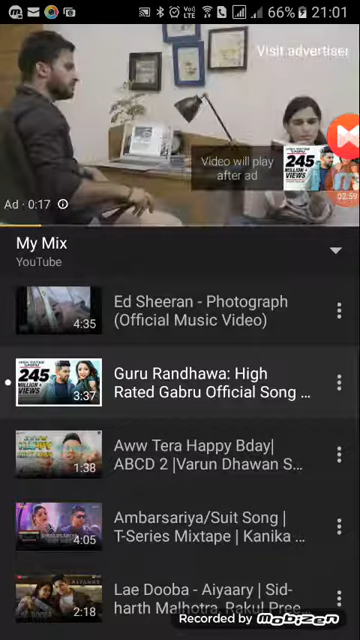 66% 21:01
Visit advertiser
245
MILLION+
VIEWS
Video will play
after ad
Ad · 0:17
02:59
My Mix
YouTube
4:35
Ed Sheeran - Photograph
(Official Music Video)
245
3:37
Guru Randhawa: High
Rated Gabru Official Song ...
1:38
Aww Tera Happy Bday|
ABCD 2 |Varun Dhawan S...
4:05
Ambarsariya/Suit Song |
T-Series Mixtape | Kanika ...
2:18
Lae Dooba - Aiyaary | Sid-
harth Malhotra, Rakul Pree...
Recorded by mobizen